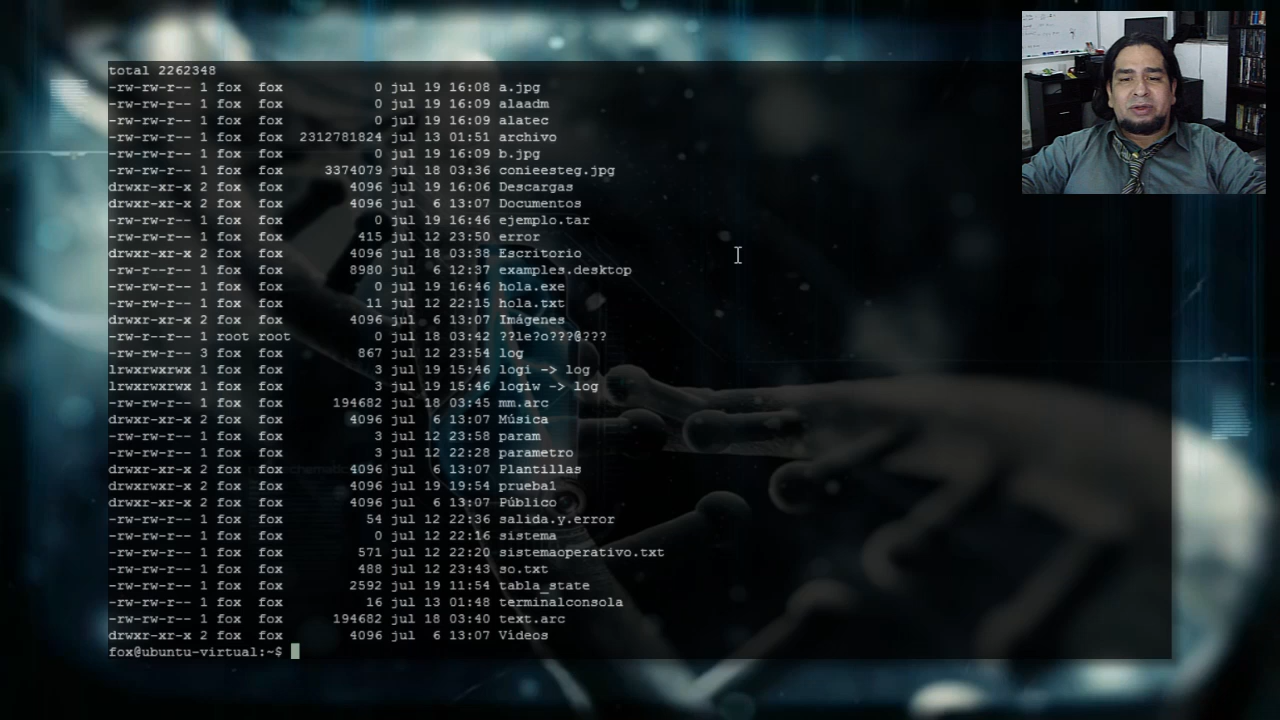 total 2262348
-rw-rw-r-- 1 fox  fox           0 jul 19 16:08 a.jpg
-rw-rw-r-- 1 fox  fox           0 jul 19 16:09 alaadm
-rw-rw-r-- 1 fox  fox           0 jul 19 16:09 alatec
-rw-rw-r-- 1 fox  fox  2312781824 jul 13 01:51 archivo
-rw-rw-r-- 1 fox  fox           0 jul 19 16:09 b.jpg
-rw-rw-r-- 1 fox  fox     3374079 jul 18 03:36 conieesteg.jpg
drwxr-xr-x 2 fox  fox        4096 jul 19 16:06 Descargas
drwxr-xr-x 2 fox  fox        4096 jul  6 13:07 Documentos
-rw-rw-r-- 1 fox  fox           0 jul 19 16:46 ejemplo.tar
-rw-rw-r-- 1 fox  fox         415 jul 12 23:50 error
drwxr-xr-x 2 fox  fox        4096 jul 18 03:38 Escritorio
-rw-r--r-- 1 fox  fox        8980 jul  6 12:37 examples.desktop
-rw-rw-r-- 1 fox  fox           0 jul 19 16:46 hola.exe
-rw-rw-r-- 1 fox  fox          11 jul 12 22:15 hola.txt
drwxr-xr-x 2 fox  fox        4096 jul  6 13:07 Imágenes
-rw-r--r-- 1 root root          0 jul 18 03:42 ??le?o???@???
-rw-rw-r-- 3 fox  fox         867 jul 12 23:54 log
lrwxrwxrwx 1 fox  fox           3 jul 19 15:46 logi -> log
lrwxrwxrwx 1 fox  fox           3 jul 19 15:46 logiw -> log
-rw-rw-r-- 1 fox  fox      194682 jul 18 03:45 mm.arc
drwxr-xr-x 2 fox  fox        4096 jul  6 13:07 Música
-rw-rw-r-- 1 fox  fox           3 jul 12 23:58 param
-rw-rw-r-- 1 fox  fox           3 jul 12 22:28 parametro
drwxr-xr-x 2 fox  fox        4096 jul  6 13:07 Plantillas
drwxrwxr-x 2 fox  fox        4096 jul 19 19:54 prueba1
drwxr-xr-x 2 fox  fox        4096 jul  6 13:07 Público
-rw-rw-r-- 1 fox  fox          54 jul 12 22:36 salida.y.error
-rw-rw-r-- 1 fox  fox           0 jul 12 22:16 sistema
-rw-rw-r-- 1 fox  fox         571 jul 12 22:20 sistemaoperativo.txt
-rw-rw-r-- 1 fox  fox         488 jul 12 23:43 so.txt
-rw-rw-r-- 1 fox  fox        2592 jul 19 11:54 tabla_state
-rw-rw-r-- 1 fox  fox          16 jul 13 01:48 terminalconsola
-rw-rw-r-- 1 fox  fox      194682 jul 18 03:40 text.arc
drwxr-xr-x 2 fox  fox        4096 jul  6 13:07 Vídeos
fox@ubuntu-virtual:~$